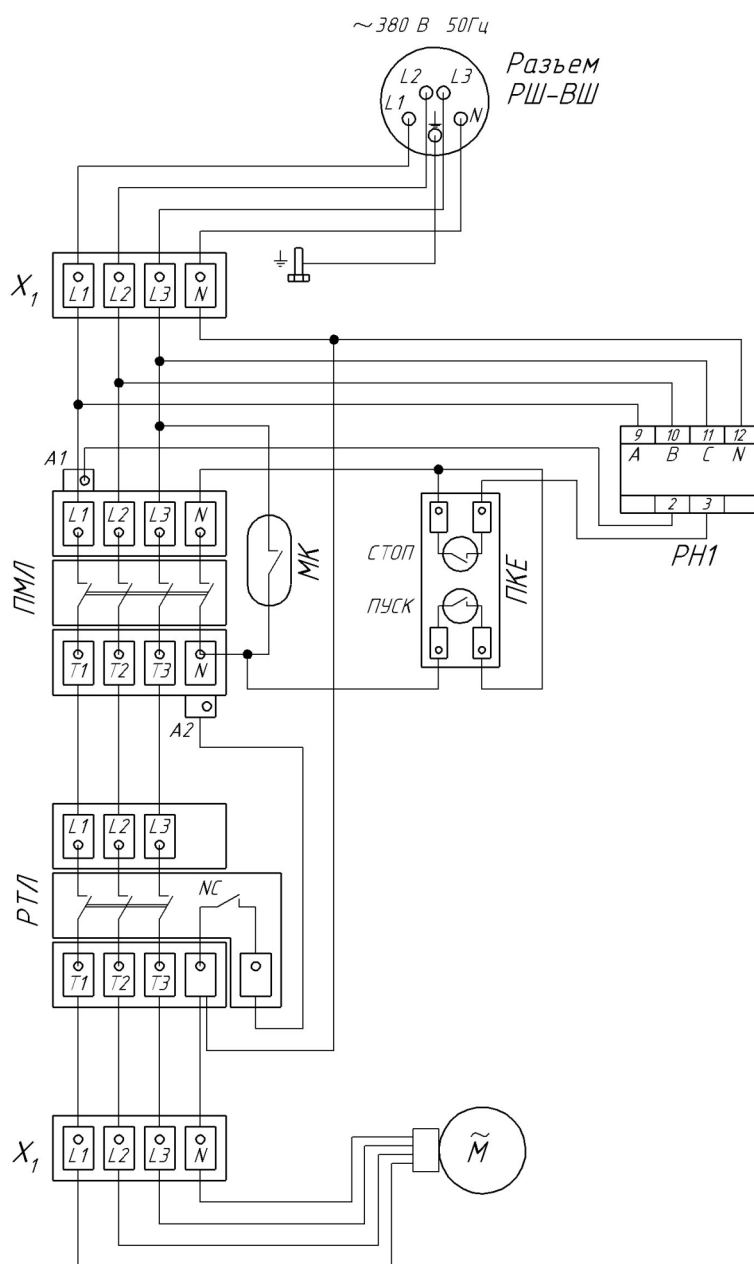 ~380 В 50Гц
Разъем
РШ-ВШ
L2 L3
L1 N
X1
L1 L2 L3 N
9 10 11 12
A B C N
2 3
РН1
A1
L1 L2 L3 N
ПМЛ
МК
СТОП
ПУСК
ПКЕ
T1 T2 T3 N
A2
L1 L2 L3
РТЛ
NC
T1 T2 T3
X1
L1 L2 L3 N
~
М